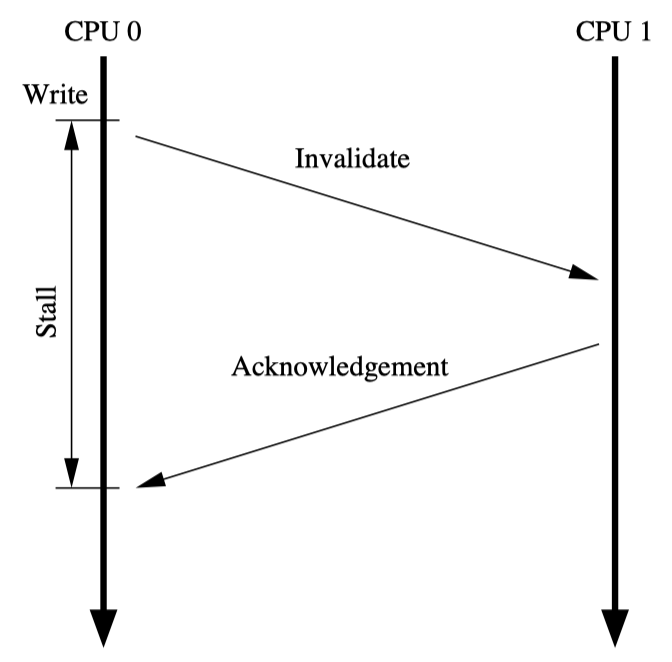 CPU 0
CPU 1
Write
Invalidate
Stall
Acknowledgement